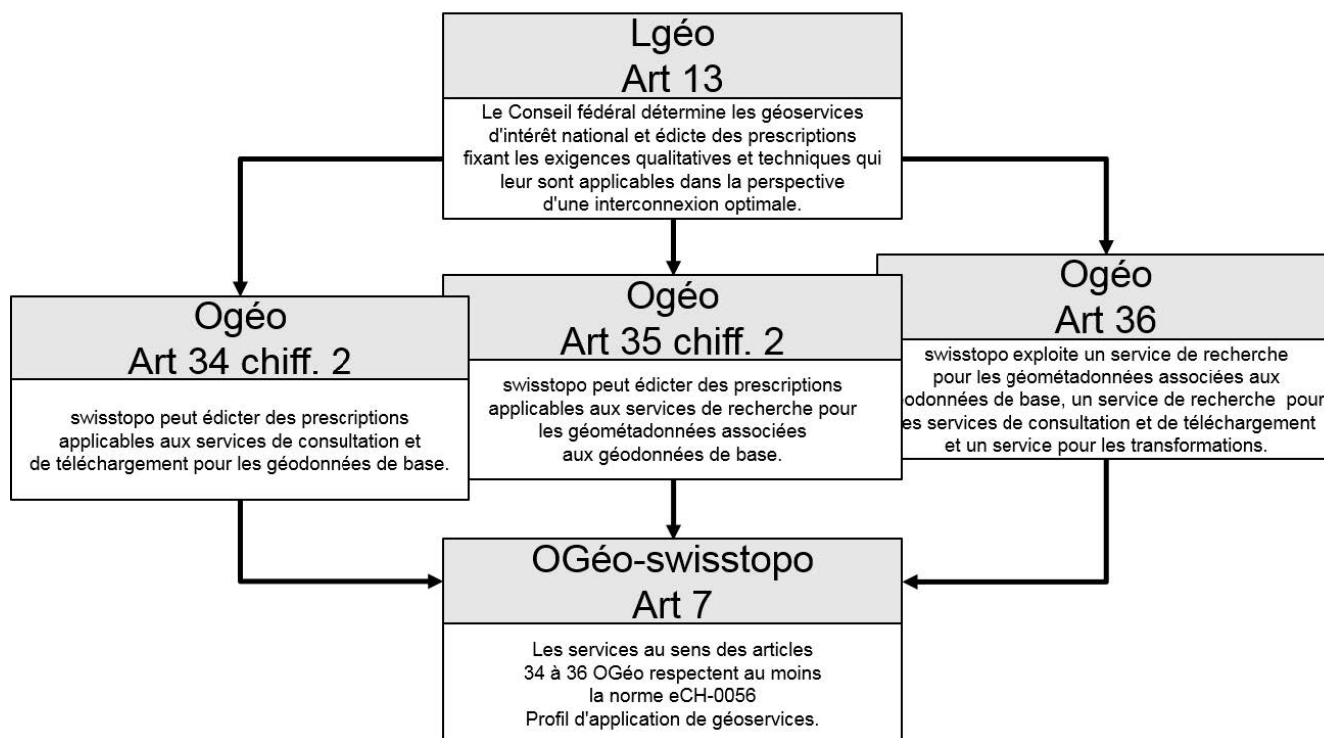 Lgéo
Art 13
Le Conseil fédéral détermine les géoservices
d'intérêt national et édicte des prescriptions
fixant les exigences qualitatives et techniques qui
leur sont applicables dans la perspective
d'une interconnexion optimale.
Ogéo
Art 34 chiff. 2
swisstopo peut édicter des prescriptions
applicables aux services de consultation et
de téléchargement pour les géodonnées de base.
Ogéo
Art 35 chiff. 2
swisstopo peut édicter des prescriptions
applicables aux services de recherche pour
les géométadonnées associées
aux géodonnées de base.
Ogéo
Art 36
swisstopo exploite un service de recherche
pour les géométadonnées associées aux
odonnées de base, un service de recherche pour
es services de consultation et de téléchargement
et un service pour les transformations.
OGéo-swisstopo
Art 7
Les services au sens des articles
34 à 36 OGéo respectent au moins
la norme eCH-0056
Profil d'application de géoservices.